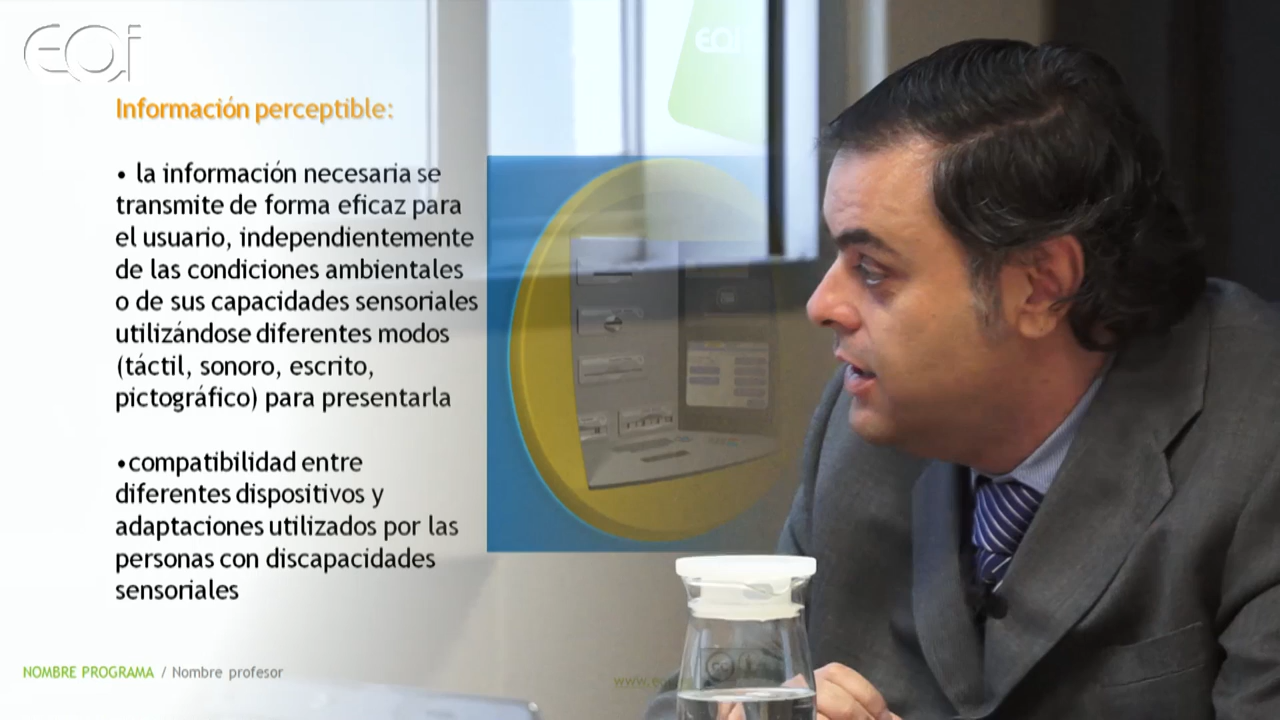 eoi
eoi
Información perceptible:
• la información necesaria se
transmite de forma eficaz para
el usuario, independientemente
de las condiciones ambientales
o de sus capacidades sensoriales
utilizándose diferentes modos
(táctil, sonoro, escrito,
pictográfico) para presentarla
•compatibilidad entre
diferentes dispositivos y
adaptaciones utilizados por las
personas con discapacidades
sensoriales
NOMBRE PROGRAMA / Nombre profesor